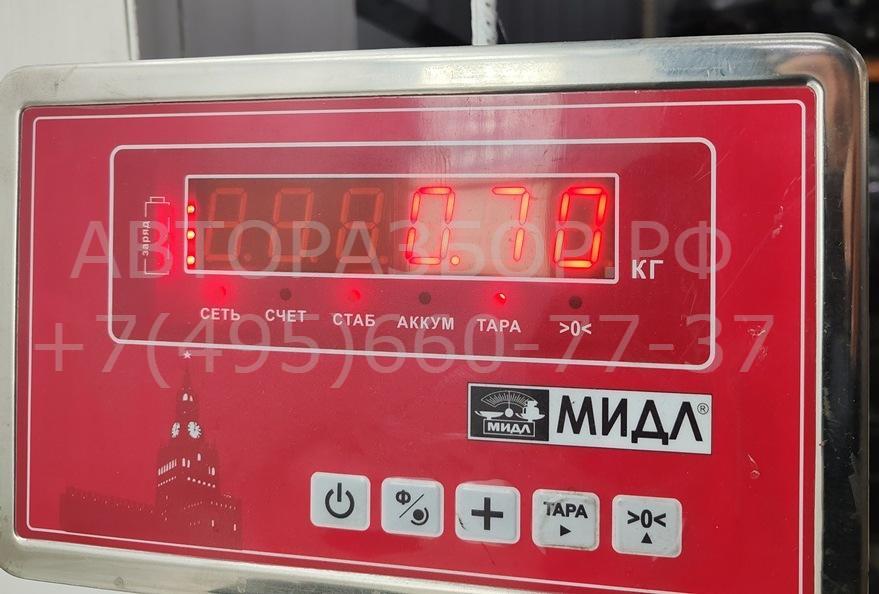 заряд
0.70
КГ
СЕТЬ СЧЕТ СТАБ АККУМ ТАРА >0<
АВТОРАЗБОР.РФ
+7(495)660-77-37
МИДЛ МИДЛ®
Ф
ТАРА >0<